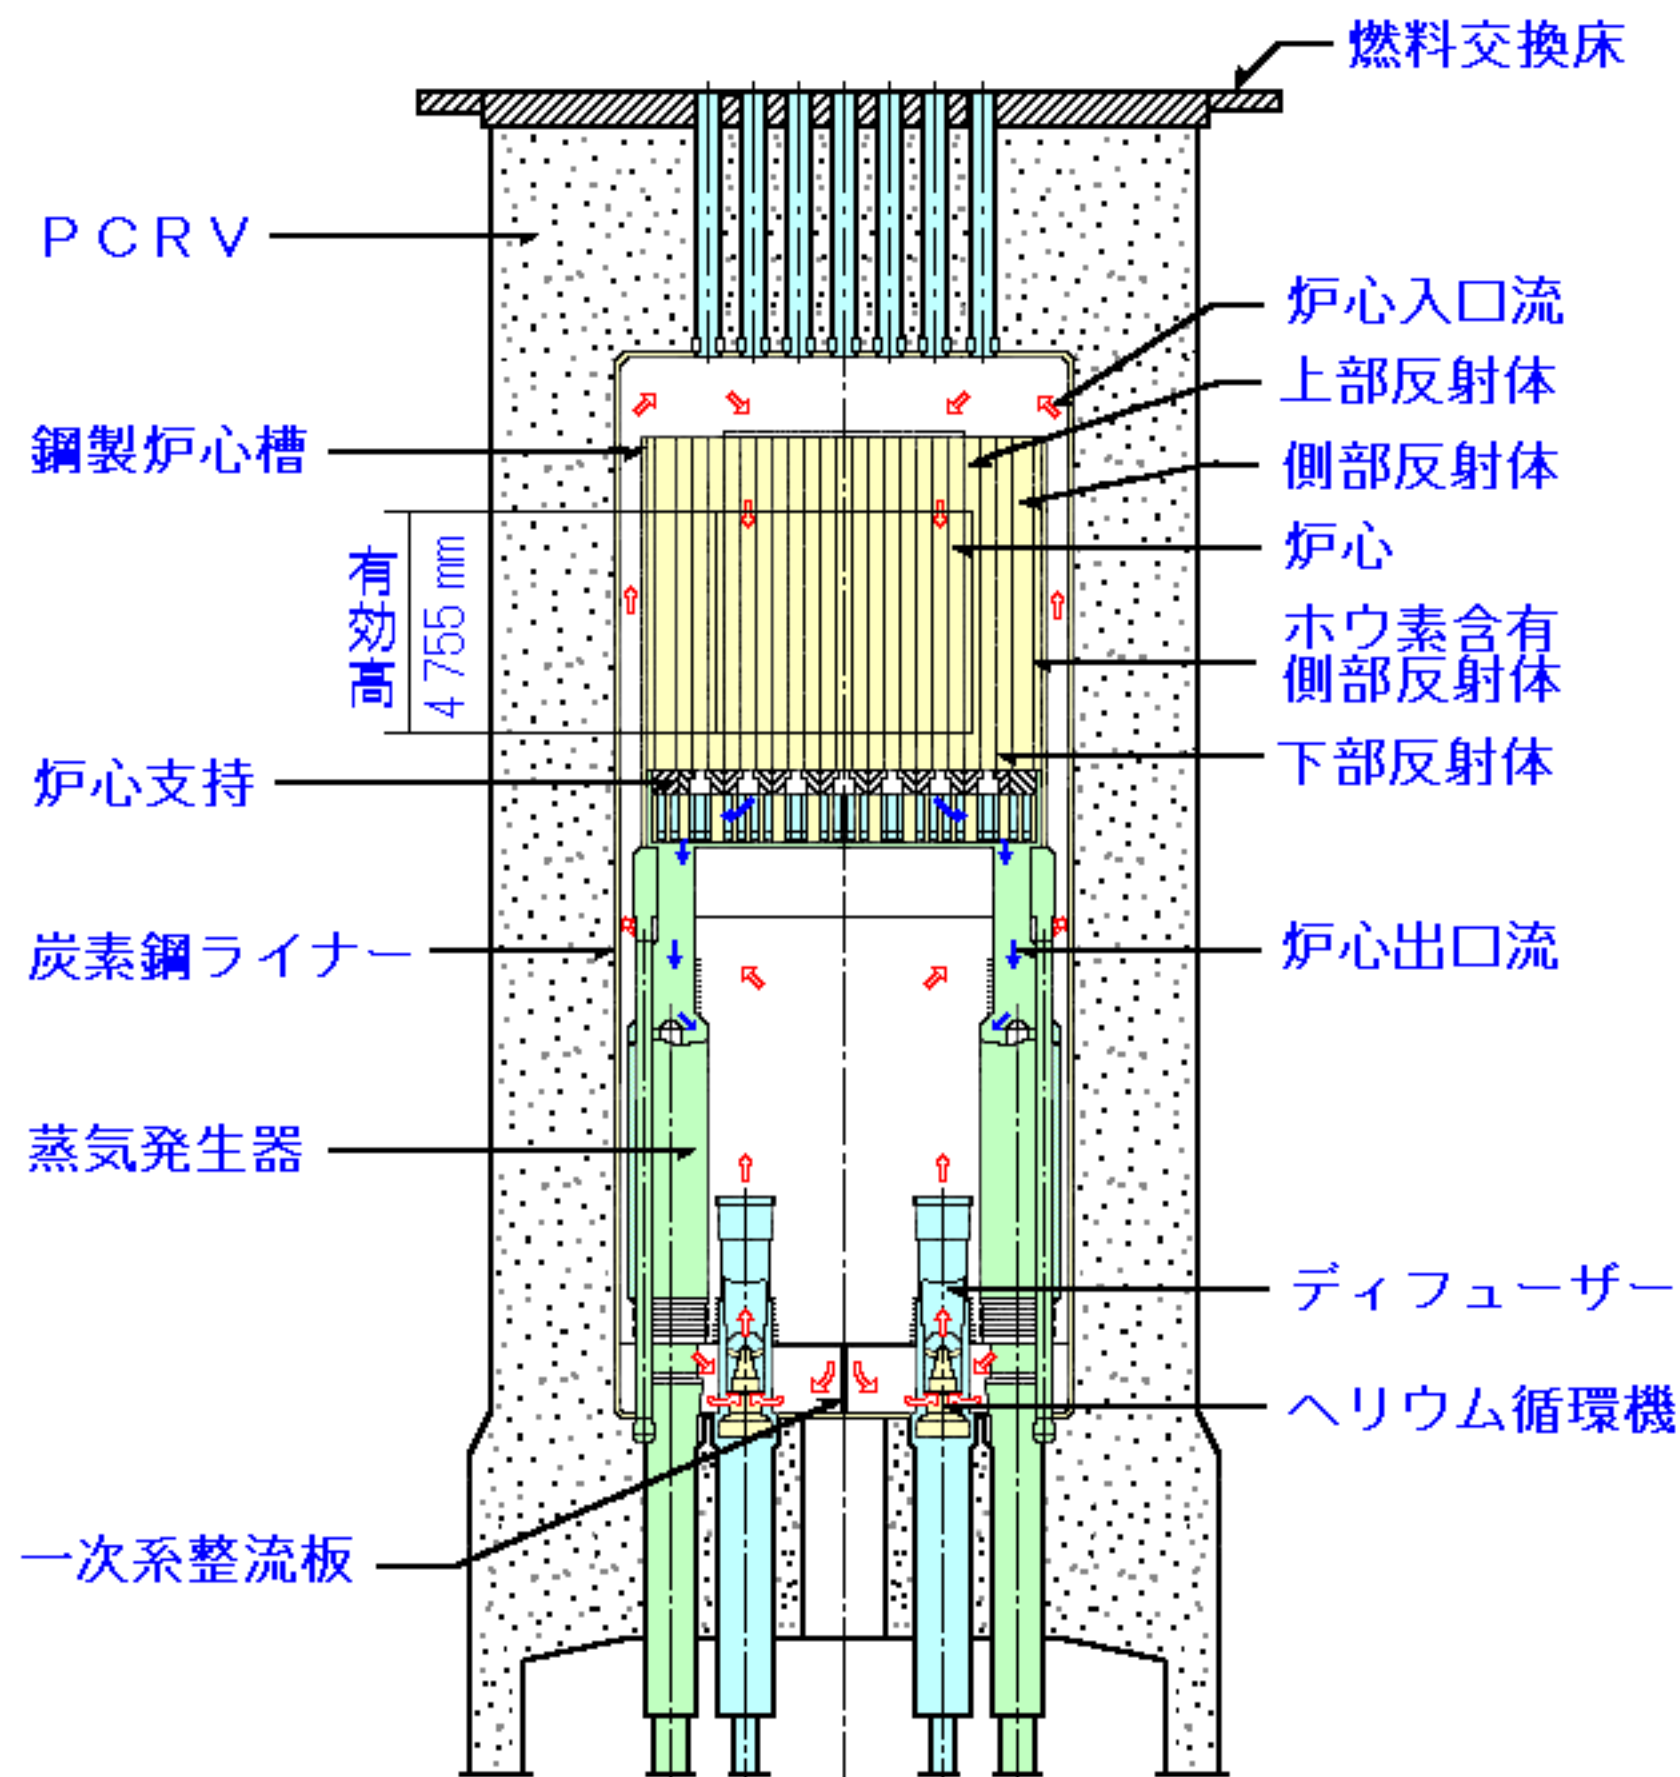 燃料交換床
ＰＣＲＶ
炉心入口流
上部反射体
鋼製炉心槽
側部反射体
炉心
有効高
4 755 mm
ホウ素含有
側部反射体
下部反射体
炉心支持
炭素鋼ライナー
炉心出口流
蒸気発生器
ディフューザー
ヘリウム循環機
一次系整流板